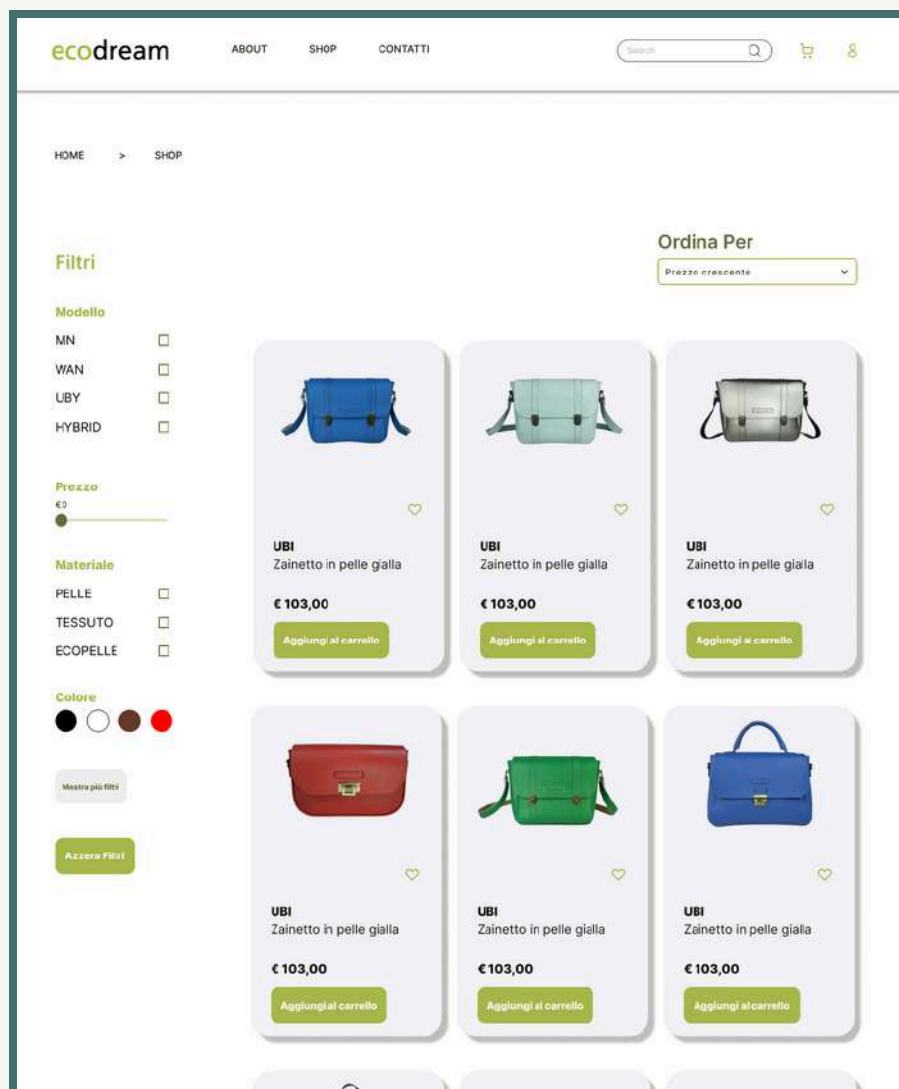 ecodream
ABOUT SHOP CONTATTI
Search
HOME > SHOP
Ordina Per
Prezzo crescente
Filtri
Modello
MN
WAN
UBY
HYBRID
Prezzo
€0
Materiale
PELLE
TESSUTO
ECOPELLE
Colore
Mostra più filtri
Azzera Filtri
UBI
Zainetto in pelle gialla
€ 103,00
Aggiungi al carrello
UBI
Zainetto in pelle gialla
€ 103,00
Aggiungi al carrello
UBI
Zainetto in pelle gialla
€ 103,00
Aggiungi al carrello
UBI
Zainetto in pelle gialla
€ 103,00
Aggiungi al carrello
UBI
Zainetto in pelle gialla
€ 103,00
Aggiungi al carrello
UBI
Zainetto in pelle gialla
€ 103,00
Aggiungi al carrello